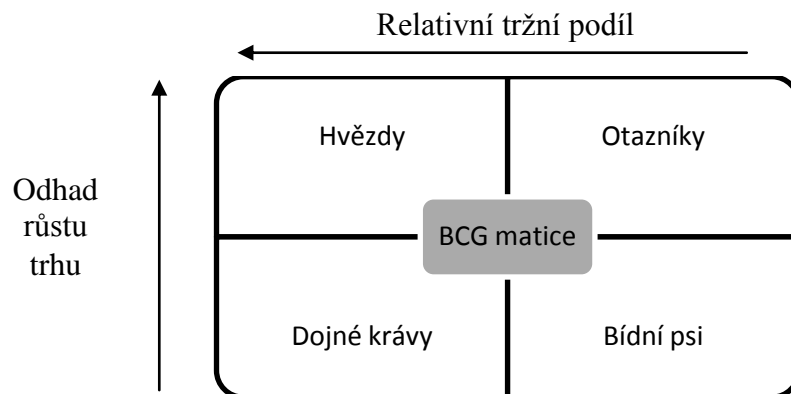 Relativní tržní podíl
Hvězdy
Otazníky
Odhad
růstu
trhu
BCG matice
Dojné krávy
Bídní psi